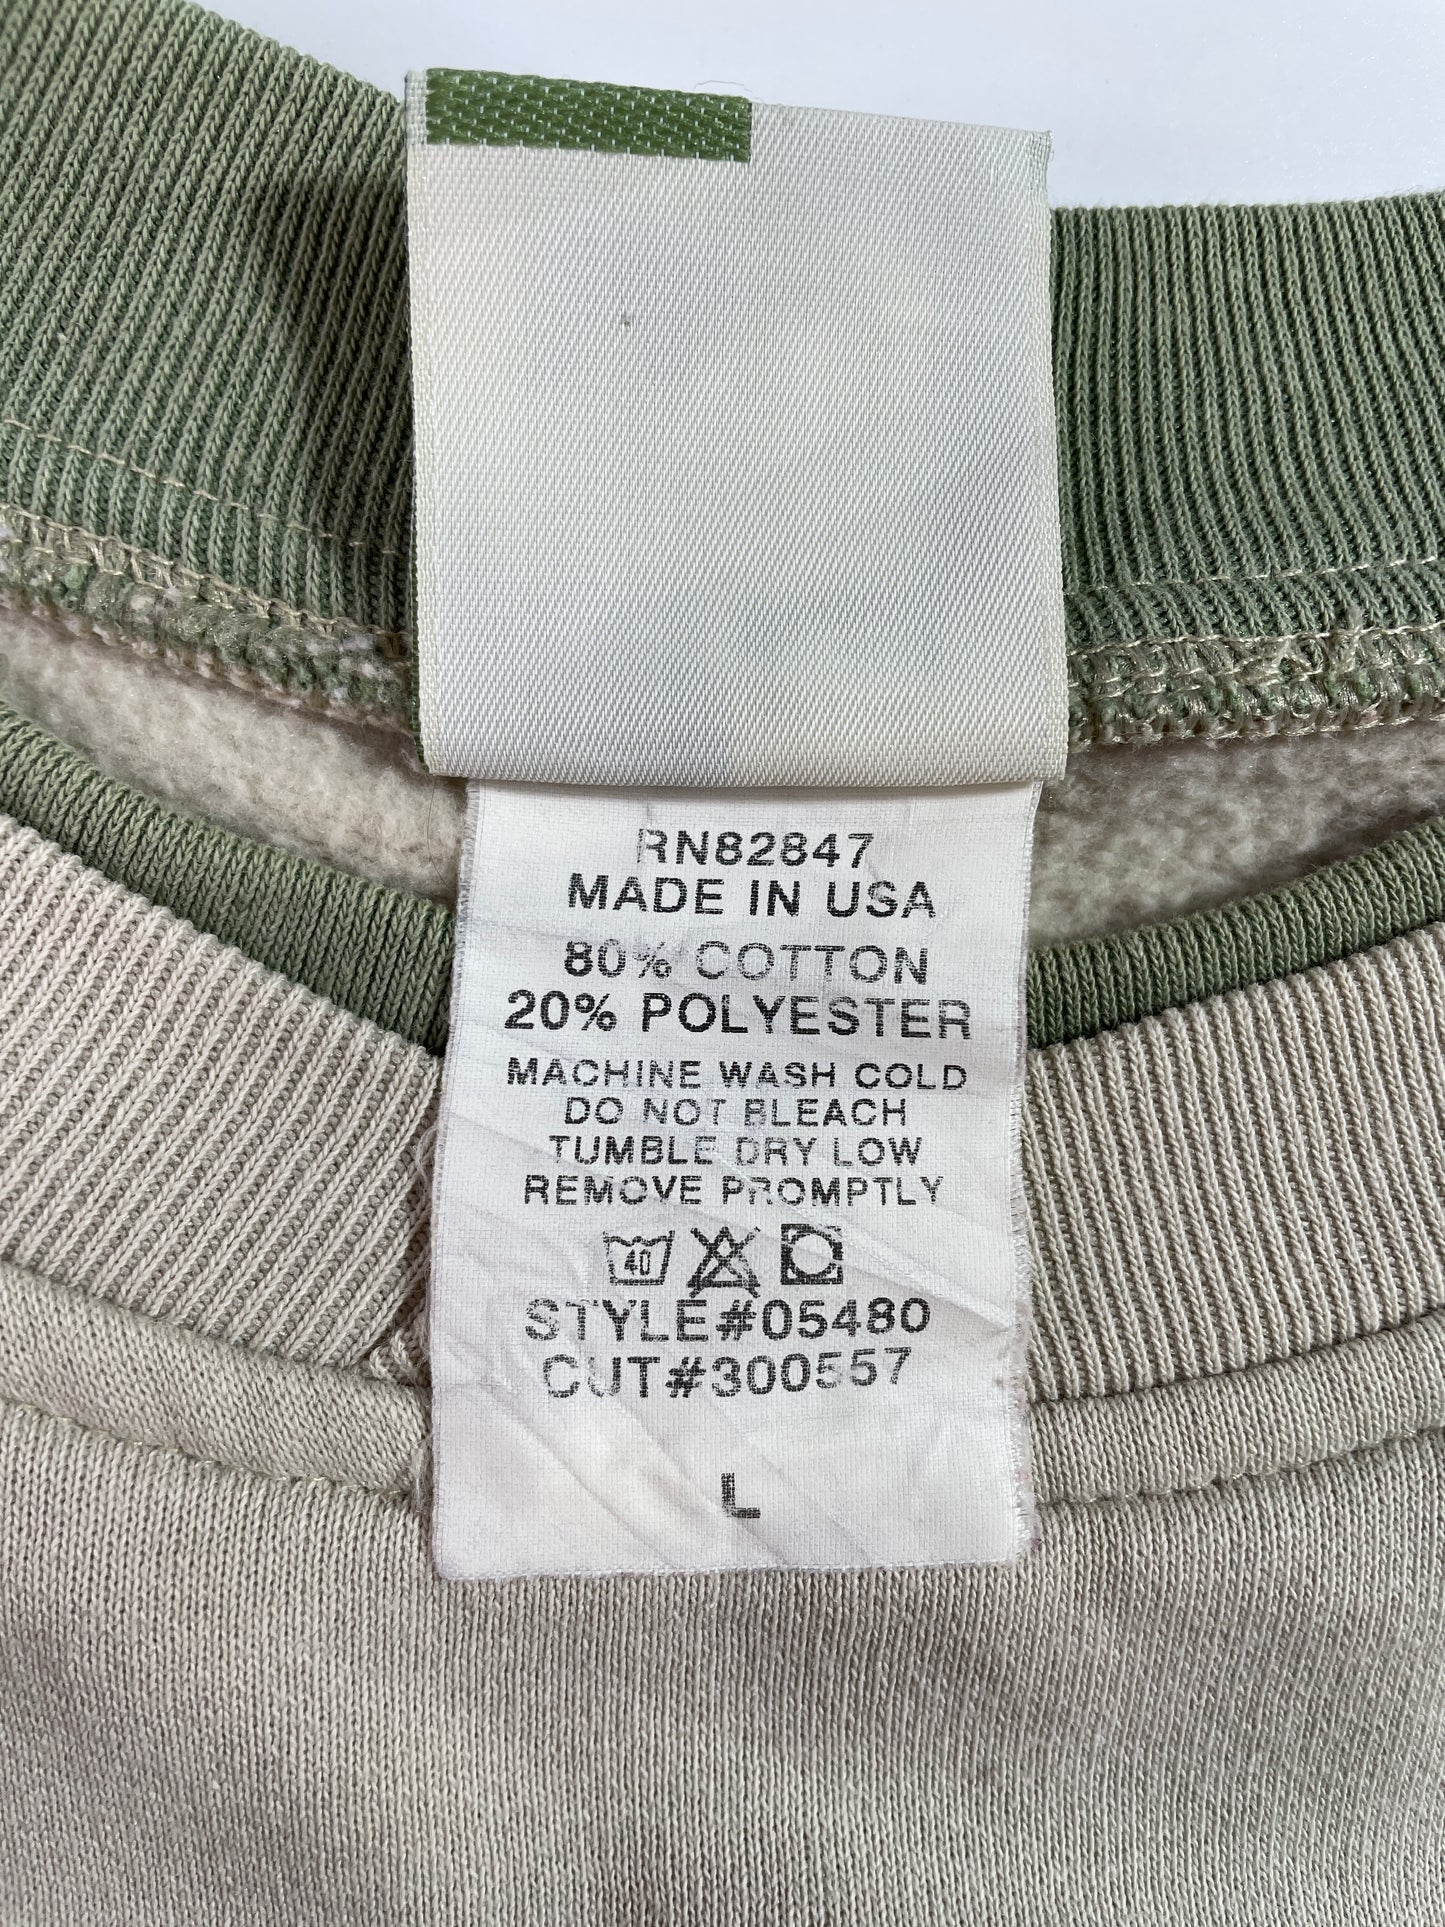 RN82847
MADE IN USA
80% COTTON
20% POLYESTER
MACHINE WASH COLD
DO NOT BLEACH
TUMBLE DRY LOW
REMOVE PROMPTLY
40
STYLE#05480
CUT#300557
L